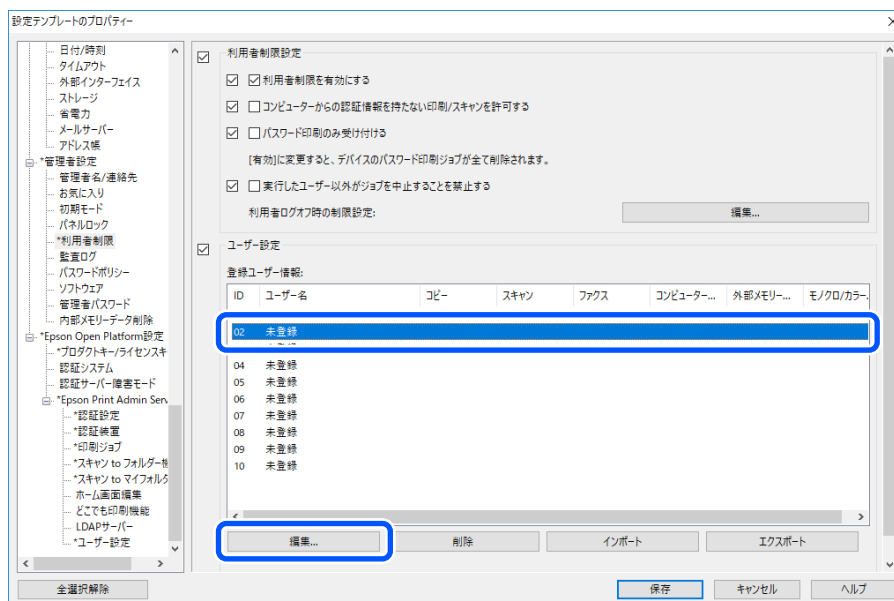 設定テンプレートのプロパティー
日付/時刻
タイムアウト
外部インターフェイス
ストレージ
省電力
メールサーバー
アドレス帳
*管理者設定
管理者名/連絡先
お気に入り
初期モード
パネルロック
*利用者制限
監査ログ
パスワードポリシー
ソフトウェア
管理者パスワード
内部メモリーデータ削除
*Epson Open Platform設定
*プロダクトキー/ライセンスキ
認証システム
認証サーバー障害モード
*Epson Print Admin Serv
*認証設定
*認証装置
*印刷ジョブ
*スキャン to フォルダー機
*スキャン to マイフォルダ
ホーム画面編集
どこでも印刷機能
LDAPサーバー
*ユーザー設定
全選択解除
利用者制限設定
利用者制限を有効にする
コンピューターからの認証情報を持たない印刷/スキャンを許可する
パスワード印刷のみ受け付ける
[有効]に変更すると、デバイスのパスワード印刷ジョブが全て削除されます。
実行したユーザー以外がジョブを中止することを禁止する
利用者ログオフ時の制限設定: 編集...
ユーザー設定
登録ユーザー情報:
ID ユーザー名 コピー スキャン ファクス コンピューター... 外部メモリー... モノクロ/カラー.
02 未登録
04 未登録
05 未登録
06 未登録
07 未登録
08 未登録
09 未登録
10 未登録
編集... 削除 インポート エクスポート
保存 キャンセル ヘルプ